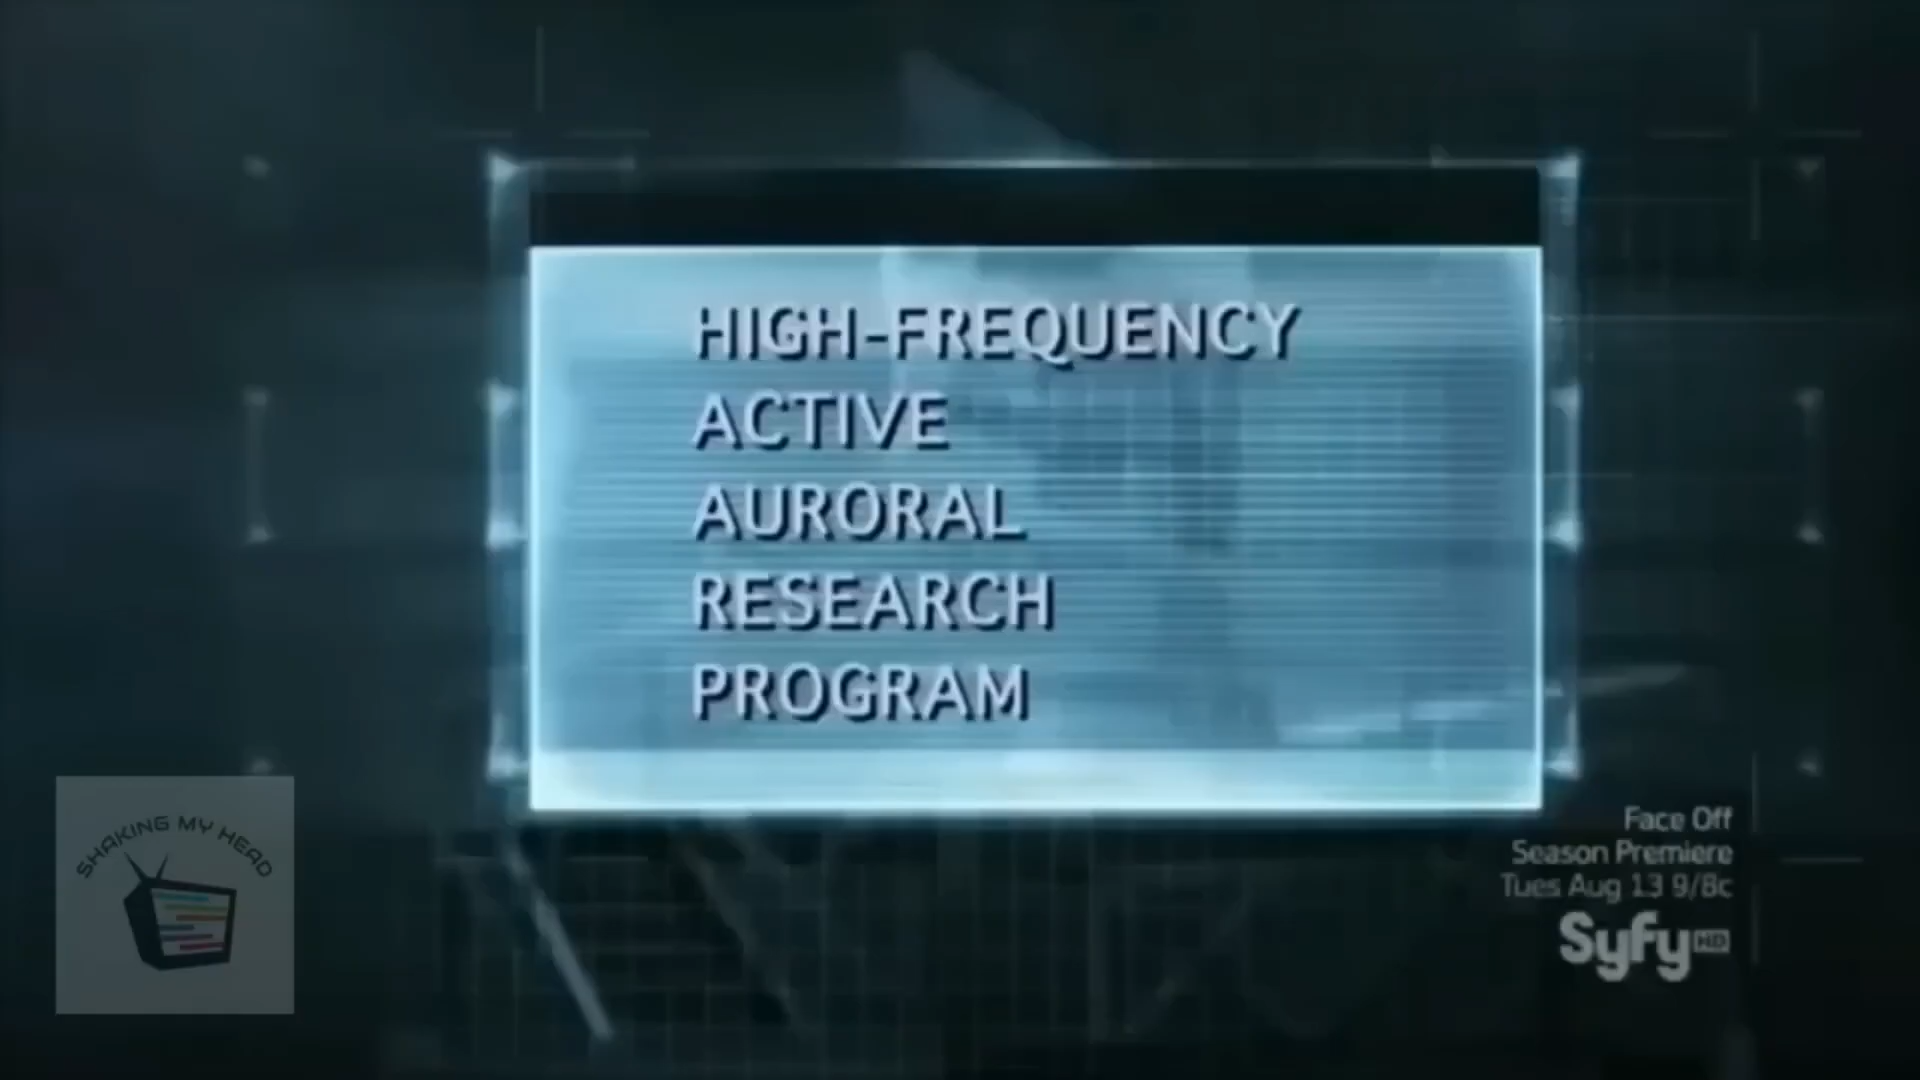 HIGH-FREQUENCY
ACTIVE
AURORAL
RESEARCH
PROGRAM
SHAKING MY HEAD
Face Off
Season Premiere
Tues Aug 13 9/8c
Syfy HD